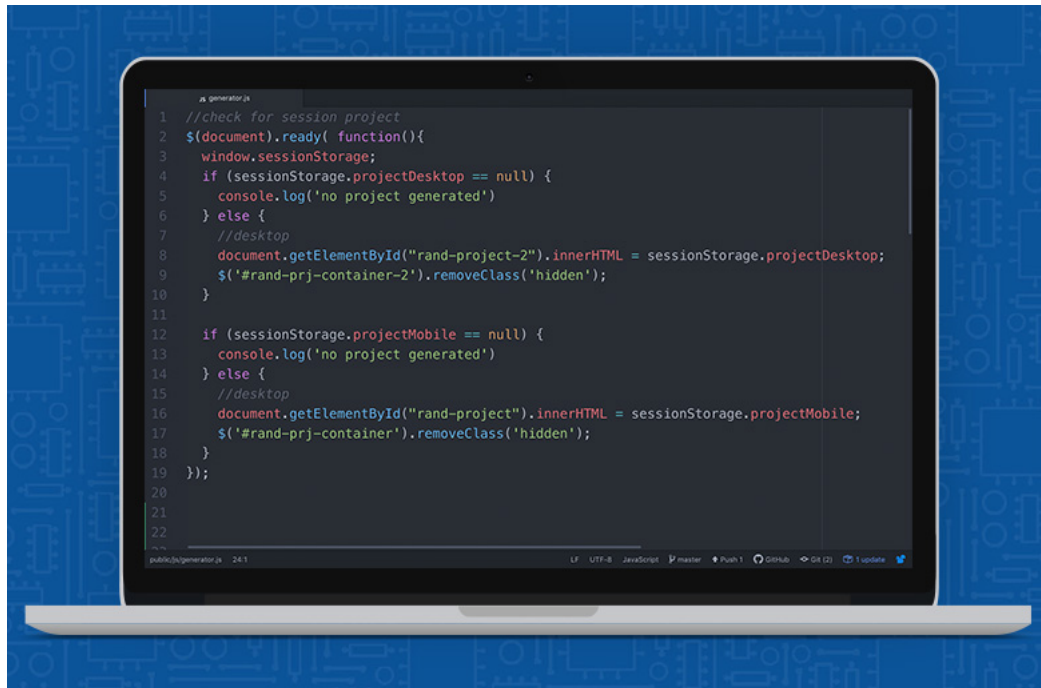 generator.js
1 //check for session project
2 $(document).ready( function(){
3 window.sessionStorage;
4 if (sessionStorage.projectDesktop == null) {
5 console.log('no project generated')
6 } else {
7 //desktop
8 document.getElementById("rand-project-2").innerHTML = sessionStorage.projectDesktop;
9 $('#rand-prj-container-2').removeClass('hidden');
10 }
11
12 if (sessionStorage.projectMobile == null) {
13 console.log('no project generated')
14 } else {
15 //desktop
16 document.getElementById("rand-project").innerHTML = sessionStorage.projectMobile;
17 $('#rand-prj-container').removeClass('hidden');
18 }
19 });
20
21
22
public/js/generator.js 24:1 LF UTF-8 JavaScript master Push 1 GitHub Git (2) 1 update